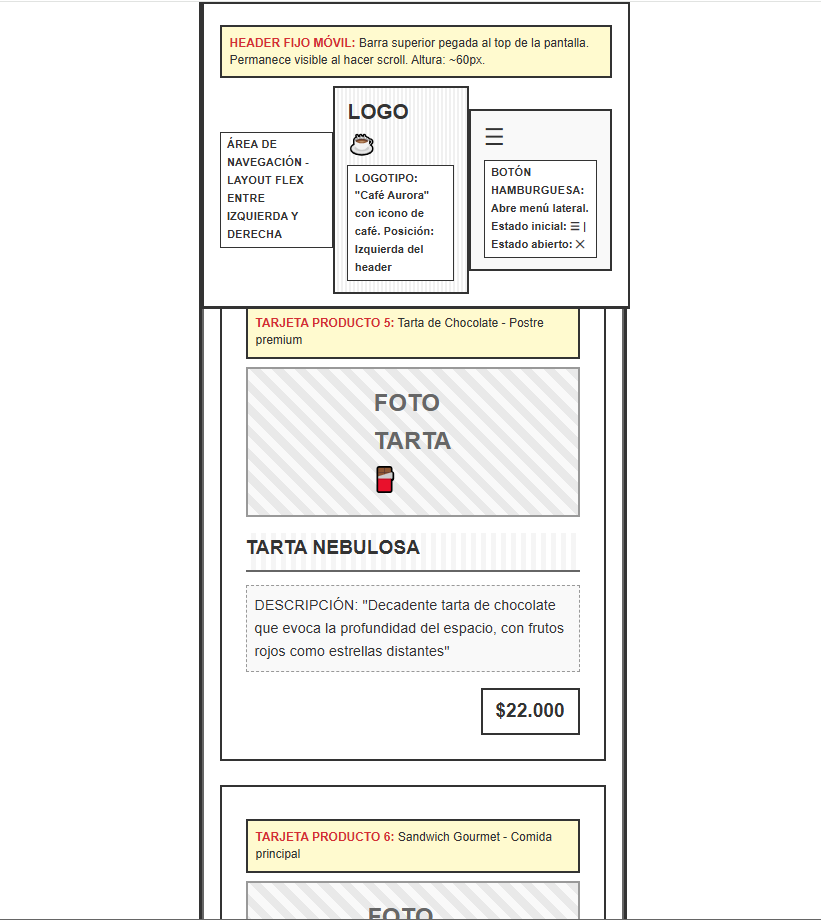 HEADER FIJO MÓVIL: Barra superior pegada al top de la pantalla.
Permanece visible al hacer scroll. Altura: ~60px.
ÁREA DE
NAVEGACIÓN -
LAYOUT FLEX
ENTRE
IZQUIERDA Y
DERECHA
LOGO
LOGOTIPO:
"Café Aurora"
con icono de
café. Posición:
Izquierda del
header
☰
BOTÓN
HAMBURGUESA:
Abre menú lateral.
Estado inicial: ☰ |
Estado abierto: ✕
TARJETA PRODUCTO 5: Tarta de Chocolate - Postre
premium
FOTO
TARTA
TARTA NEBULOSA
DESCRIPCIÓN: "Decadente tarta de chocolate
que evoca la profundidad del espacio, con frutos
rojos como estrellas distantes"
$22.000
TARJETA PRODUCTO 6: Sandwich Gourmet - Comida
principal
FOTO